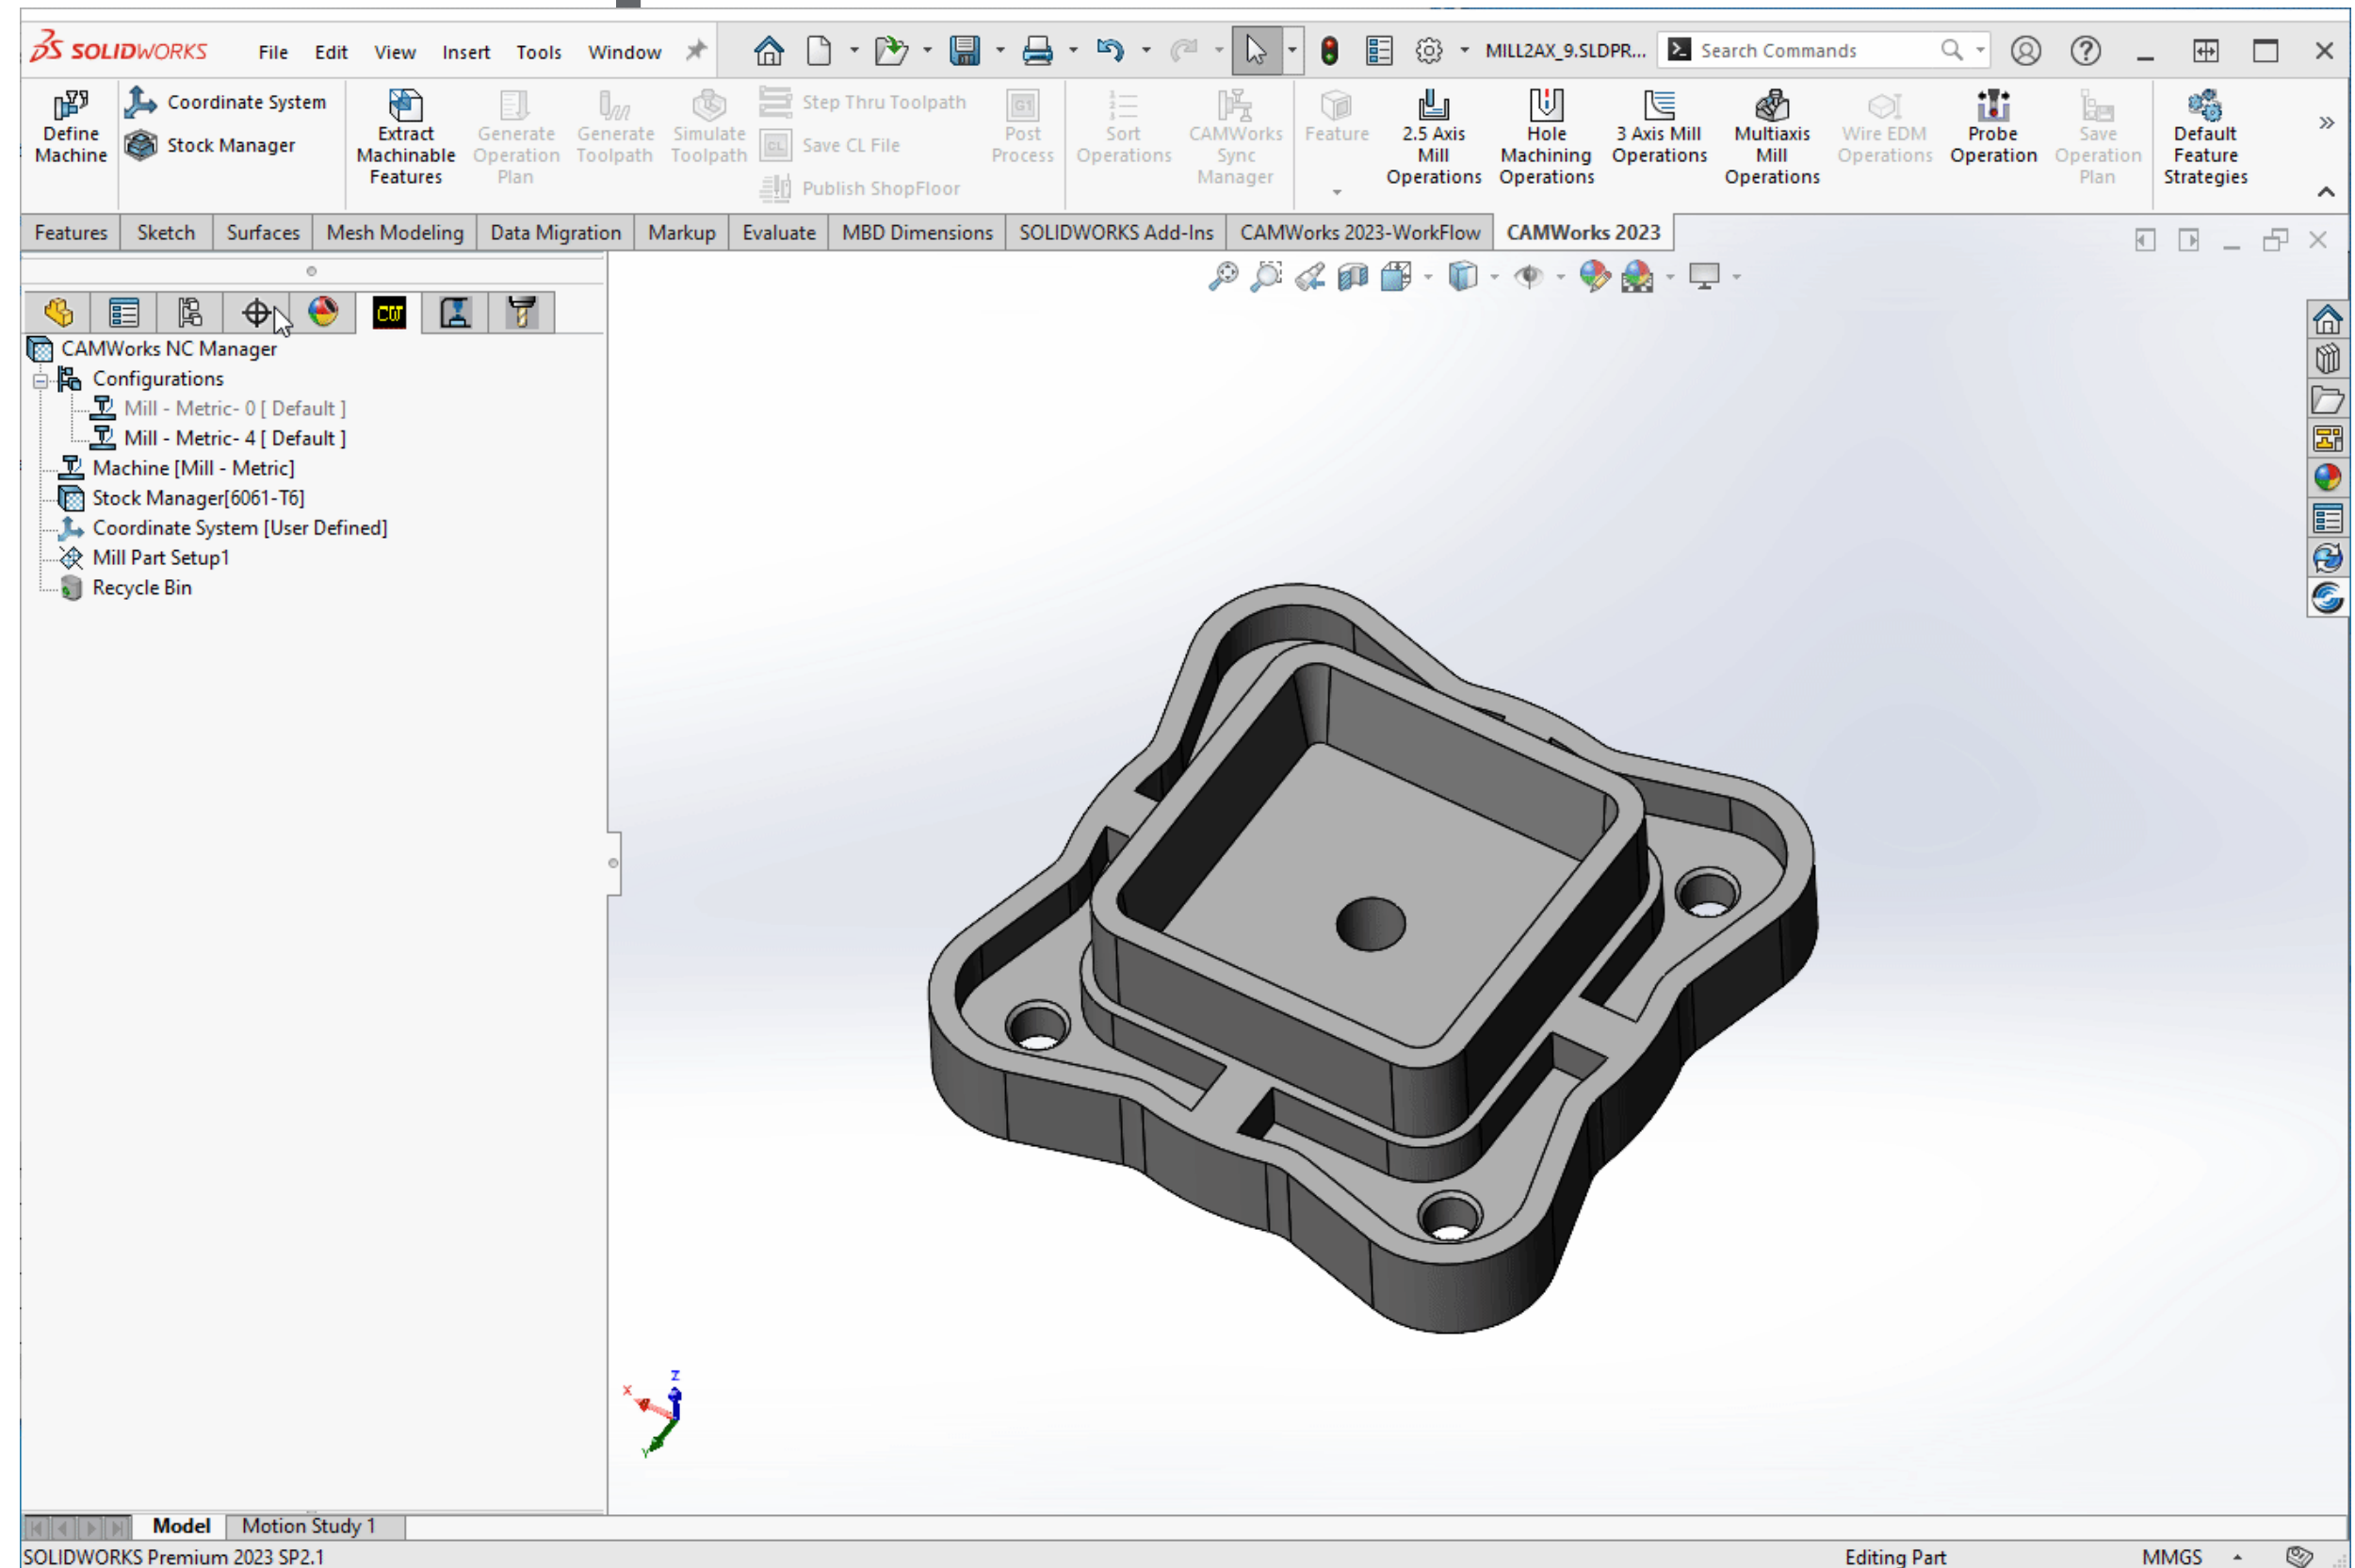 SOLIDWORKS File Edit View Insert Tools Window MILL2AX_9.SLDPR... Search Commands
Define Machine
Coordinate System
Stock Manager
Extract Machinable Features
Generate Operation Plan
Generate Toolpath
Simulate Toolpath
Step Thru Toolpath
Save CL File
Publish ShopFloor
G1
CL
Post Process
Sort Operations
CAMWorks Sync Manager
Feature
2.5 Axis Mill Operations
Hole Machining Operations
3 Axis Mill Operations
Multiaxis Mill Operations
Wire EDM Operations
Probe Operation
Save Operation Plan
Default Feature Strategies
Features Sketch Surfaces Mesh Modeling Data Migration Markup Evaluate MBD Dimensions SOLIDWORKS Add-Ins CAMWorks 2023-WorkFlow CAMWorks 2023
CW
CAMWorks NC Manager
Configurations
Mill - Metric- 0 [ Default ]
Mill - Metric- 4 [ Default ]
Machine [Mill - Metric]
Stock Manager[6061-T6]
Coordinate System [User Defined]
Mill Part Setup1
Recycle Bin
Z
X
Y
Model Motion Study 1
SOLIDWORKS Premium 2023 SP2.1 Editing Part MMGS